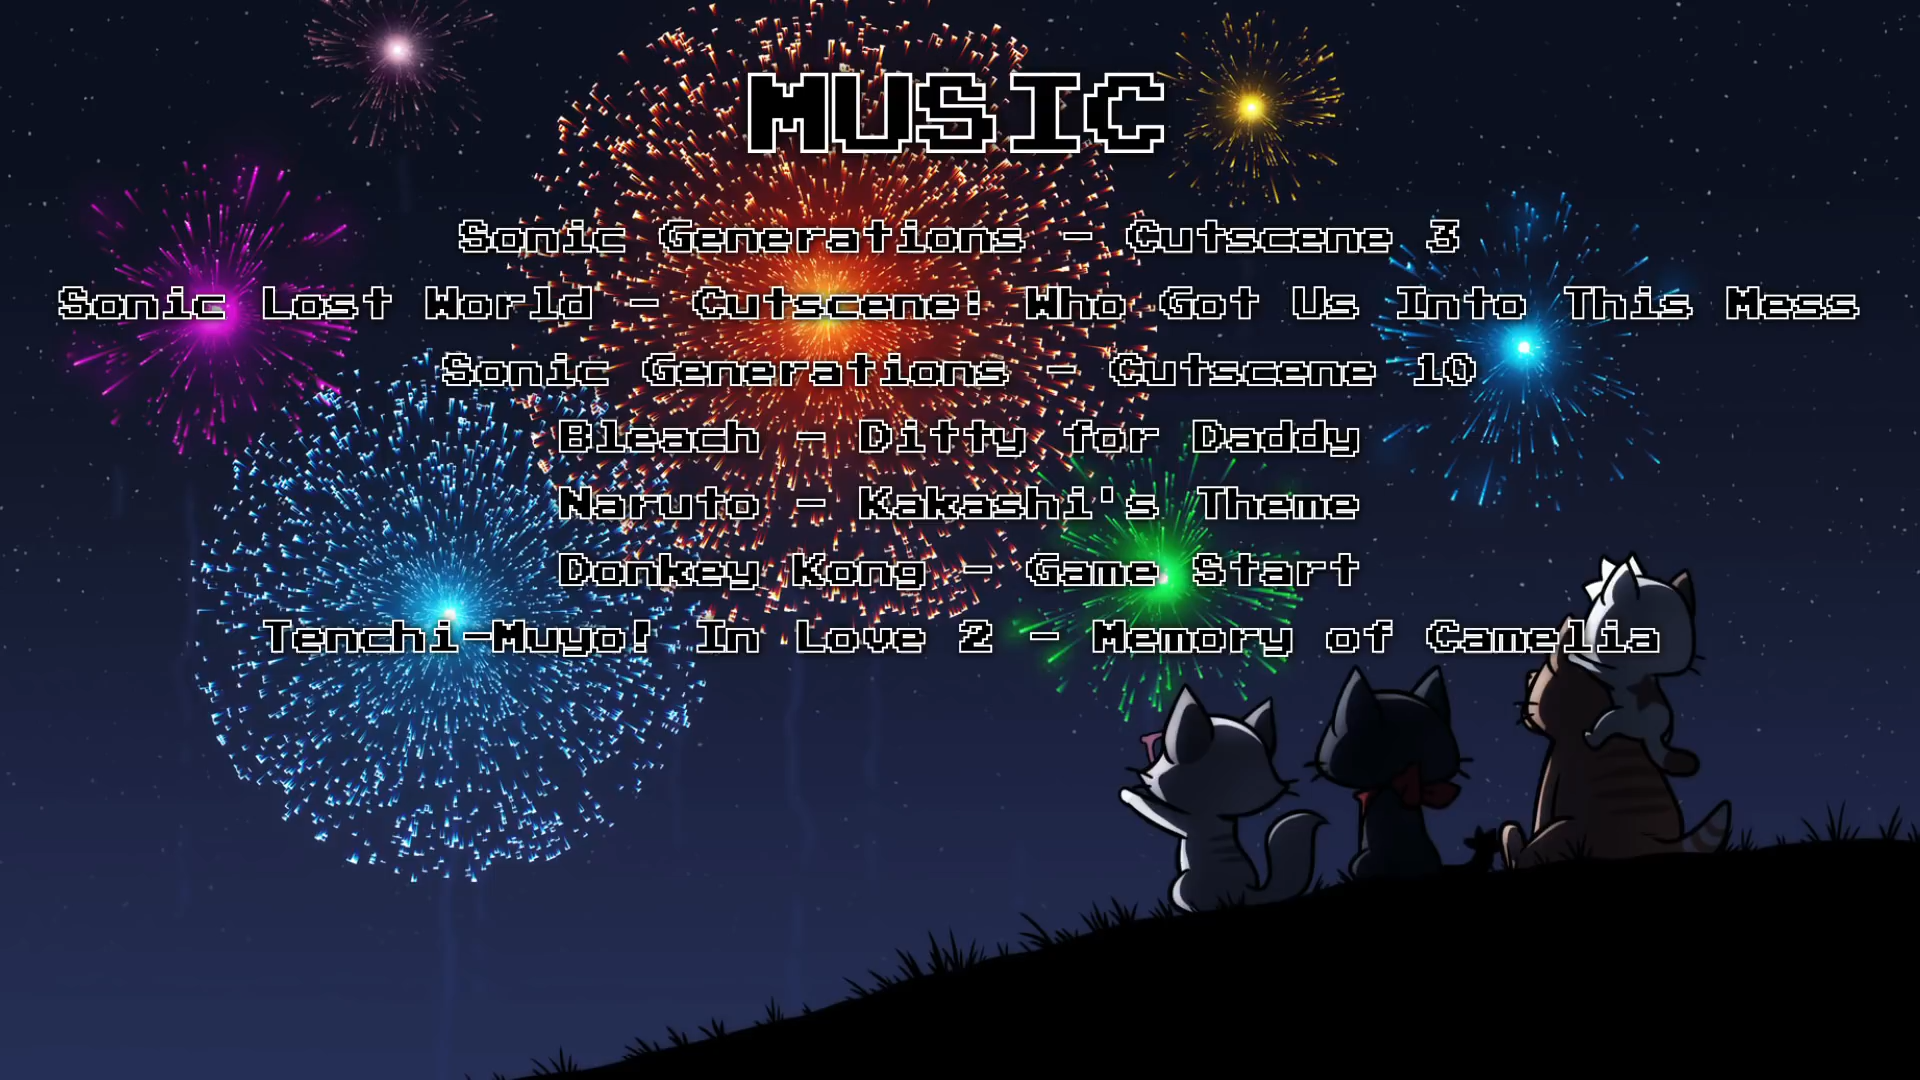 MUSIC
Sonic Generations - Cutscene 3
Sonic Lost World - Cutscene: Who Got Us Into This Mess
Sonic Generations - Cutscene 10
Bleach - Ditty for Daddy
Naruto - Kakashi's Theme
Donkey Kong - Game Start
Tenchi-Muyo! In Love 2 - Memory of Camelia